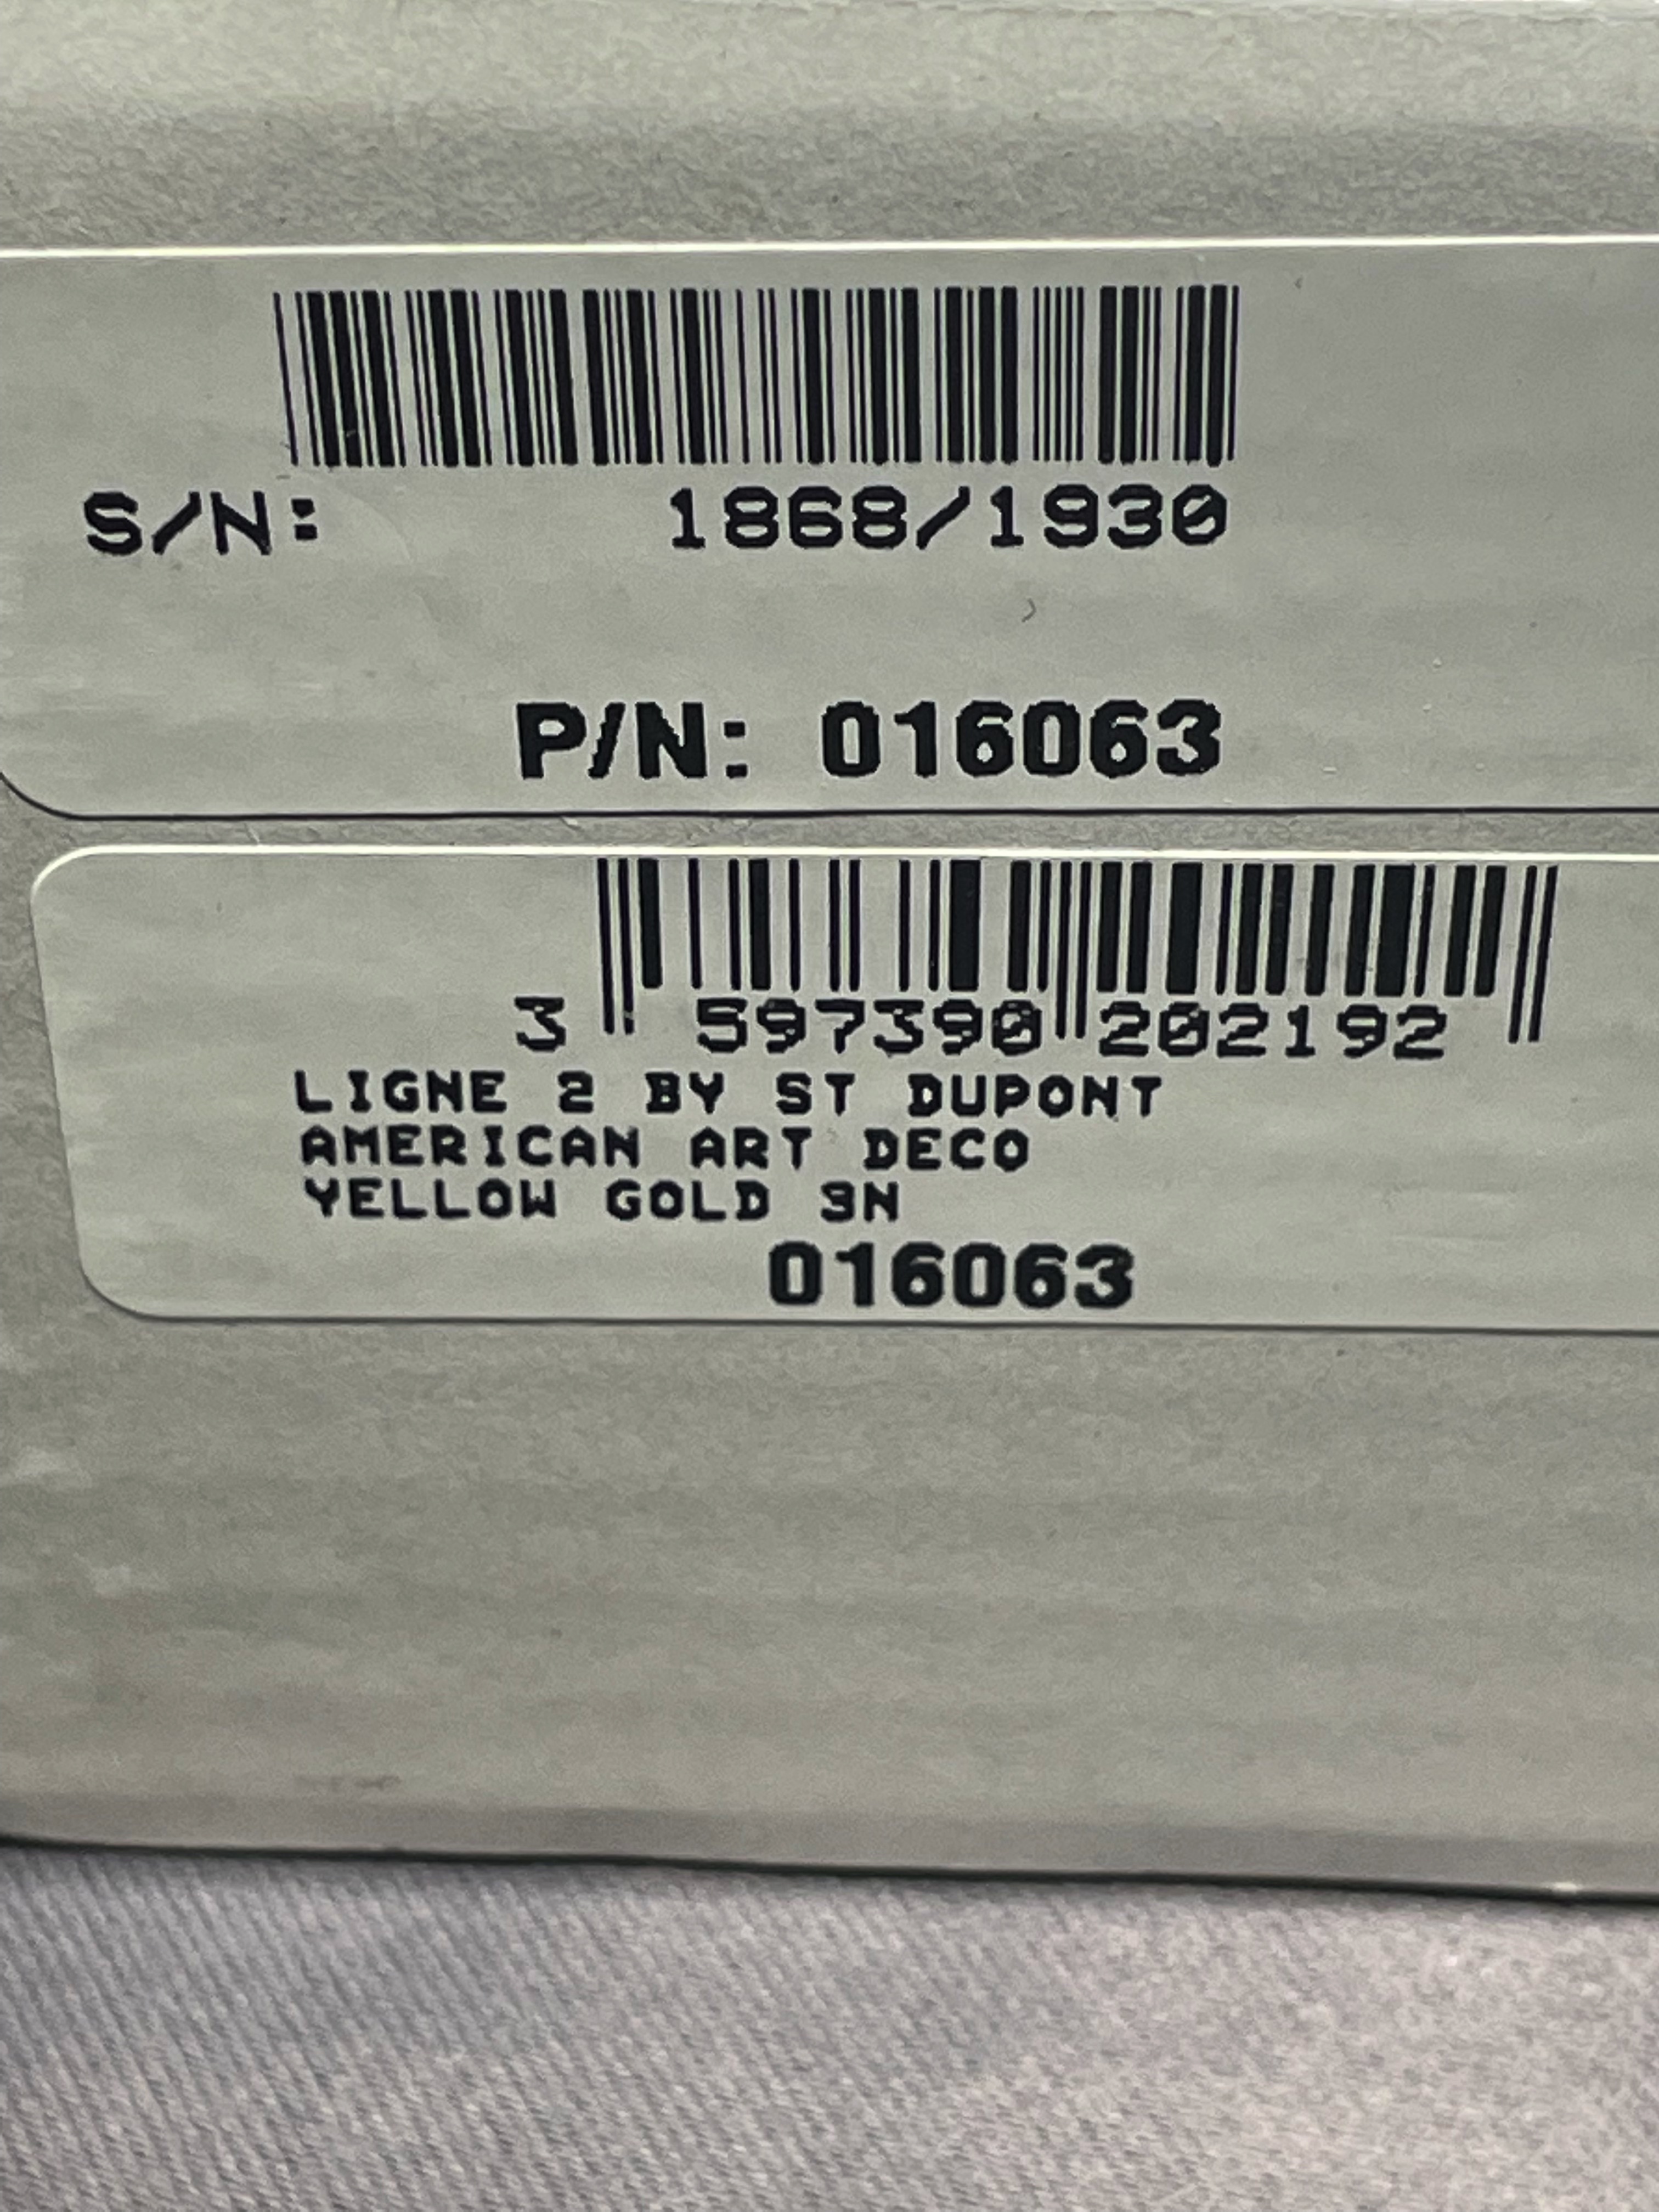 S/N: 1868/1930
P/N: 016063
3 597390 202192
LIGNE 2 BY ST DUPONT
AMERICAN ART DECO
YELLOW GOLD 3N
016063